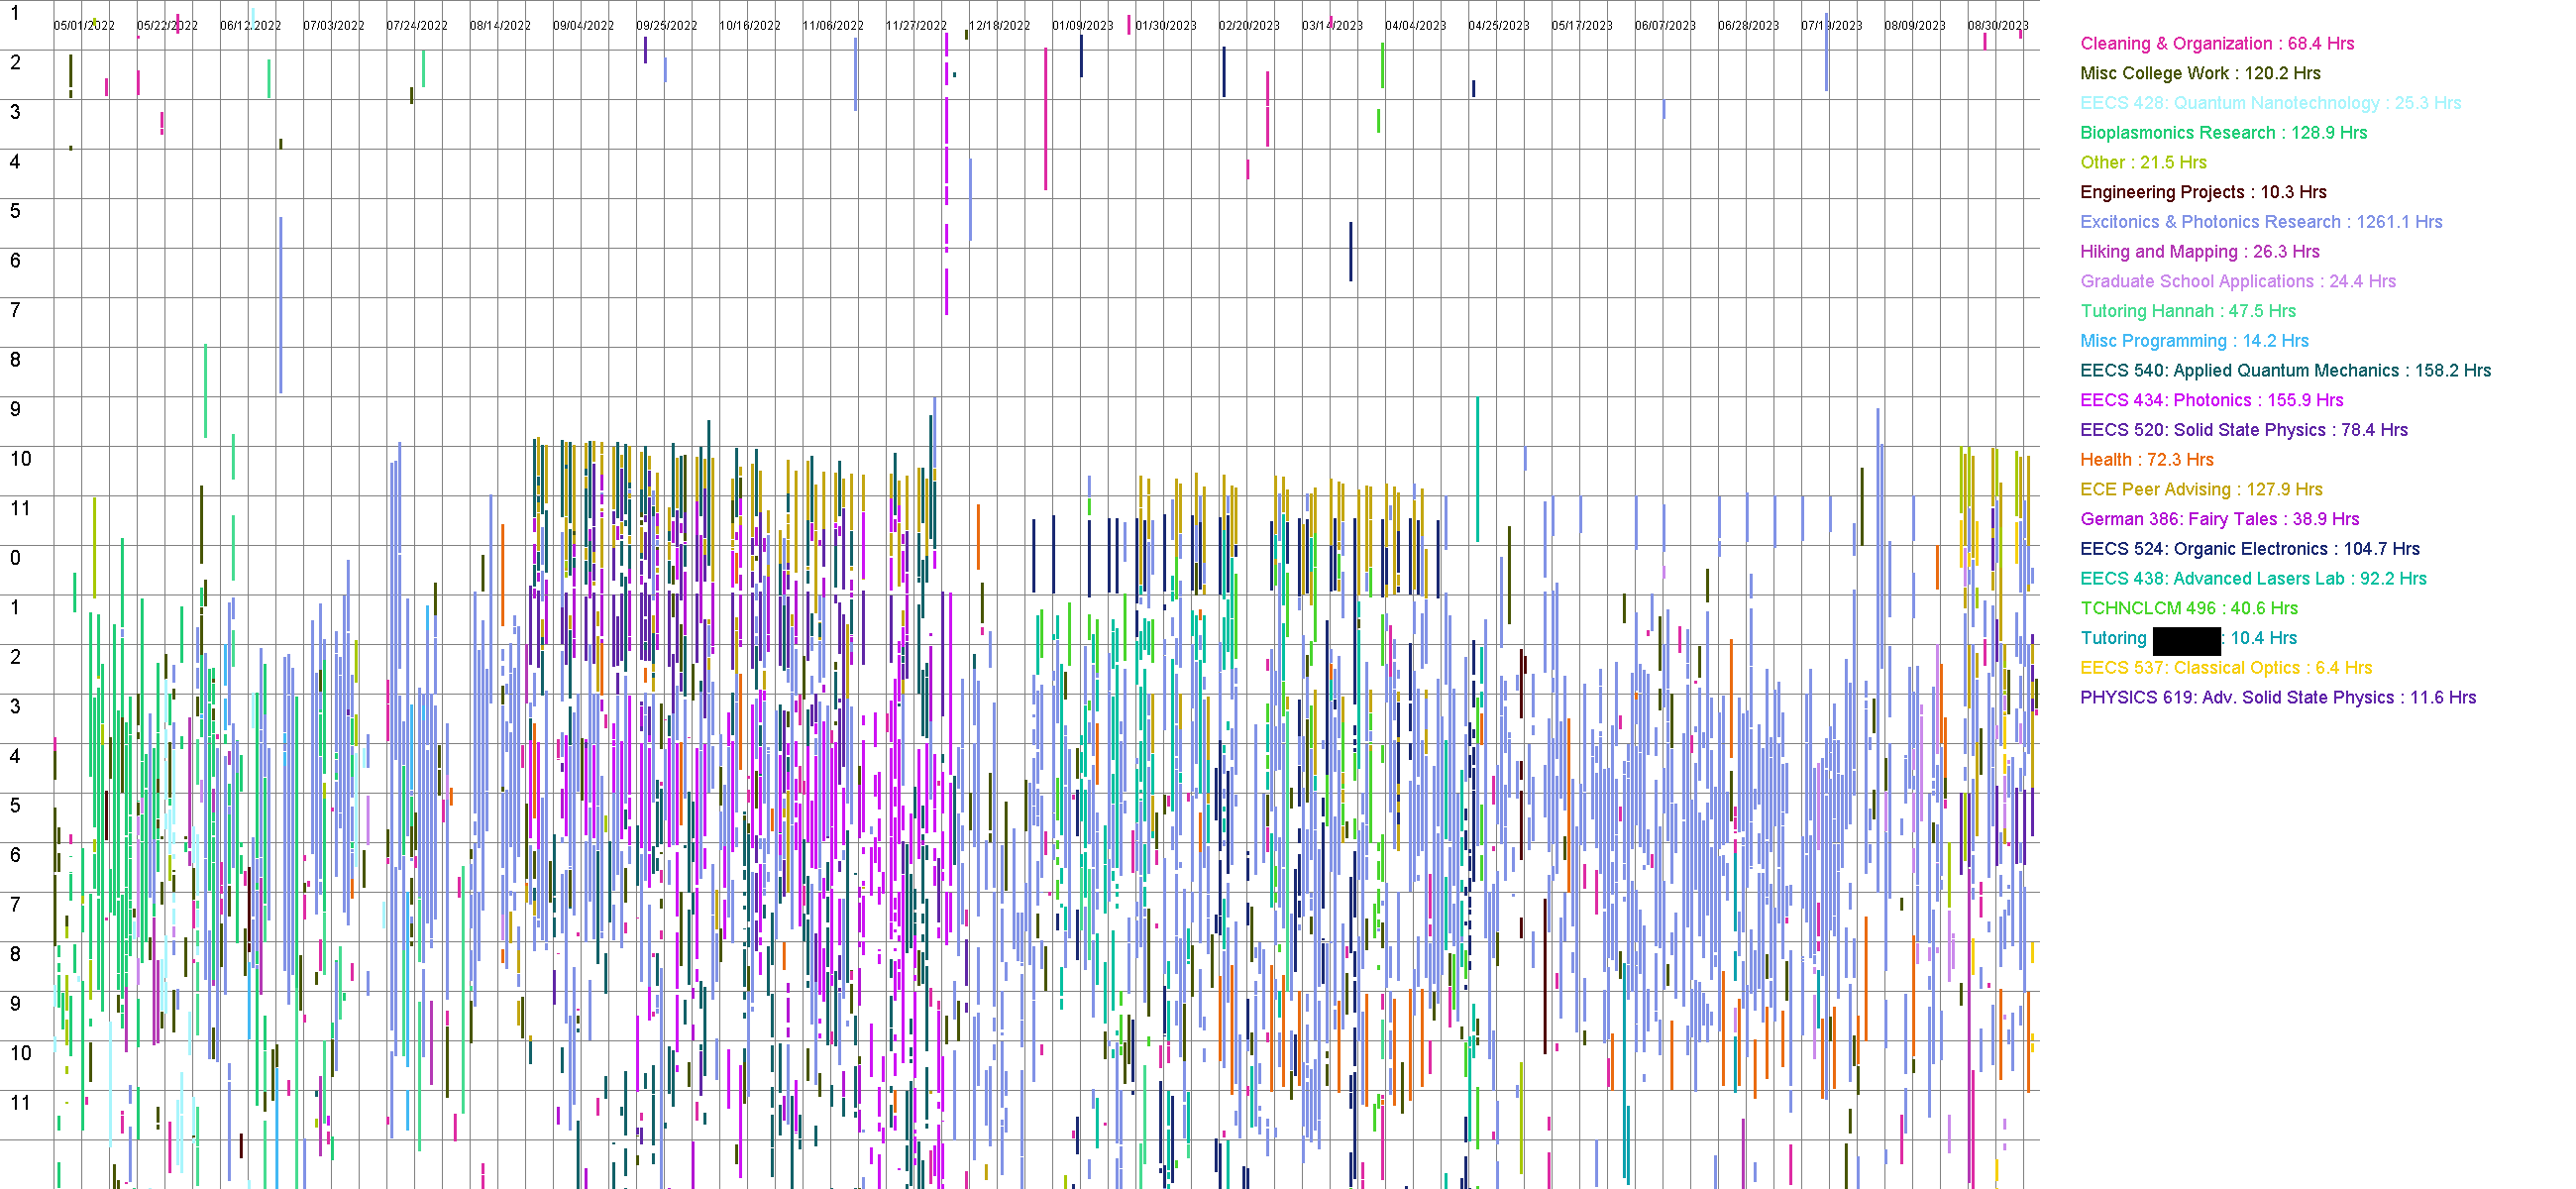 1
05/01/2022 05/22/2022 06/12/2022 07/03/2022 07/24/2022 08/14/2022 09/04/2022 09/25/2022 10/16/2022 11/06/2022 11/27/2022 12/18/2022 01/09/2023 01/30/2023 02/20/2023 03/14/2023 04/04/2023 04/25/2023 05/17/2023 06/07/2023 06/28/2023 07/19/2023 08/09/2023 08/30/2023
2
3
4
5
6
7
8
9
10
11
0
1
2
3
4
5
6
7
8
9
10
11
Cleaning & Organization : 68.4 Hrs
Misc College Work : 120.2 Hrs
EECS 428: Quantum Nanotechnology : 25.3 Hrs
Bioplasmonics Research : 128.9 Hrs
Other : 21.5 Hrs
Engineering Projects : 10.3 Hrs
Excitonics & Photonics Research : 1261.1 Hrs
Hiking and Mapping : 26.3 Hrs
Graduate School Applications : 24.4 Hrs
Tutoring Hannah : 47.5 Hrs
Misc Programming : 14.2 Hrs
EECS 540: Applied Quantum Mechanics : 158.2 Hrs
EECS 434: Photonics : 155.9 Hrs
EECS 520: Solid State Physics : 78.4 Hrs
Health : 72.3 Hrs
ECE Peer Advising : 127.9 Hrs
German 386: Fairy Tales : 38.9 Hrs
EECS 524: Organic Electronics : 104.7 Hrs
EECS 438: Advanced Lasers Lab : 92.2 Hrs
TCHNCLCM 496 : 40.6 Hrs
Tutoring : 10.4 Hrs
EECS 537: Classical Optics : 6.4 Hrs
PHYSICS 619: Adv. Solid State Physics : 11.6 Hrs